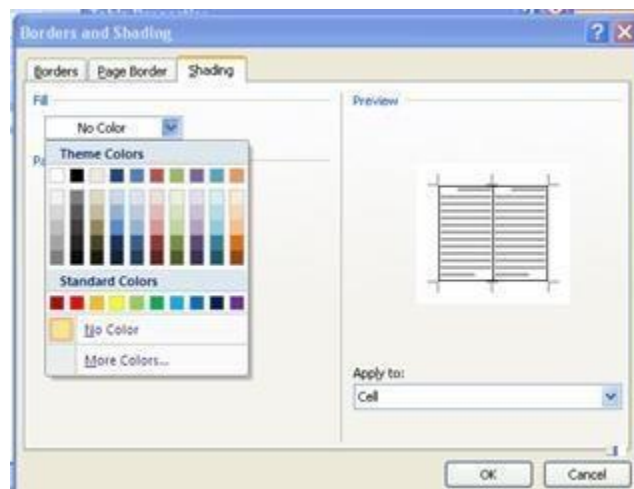 Borders and Shading
Borders Page Border Shading
Fill
No Color
Theme Colors
Standard Colors
No Color
More Colors...
Preview
Apply to:
Cell
OK Cancel